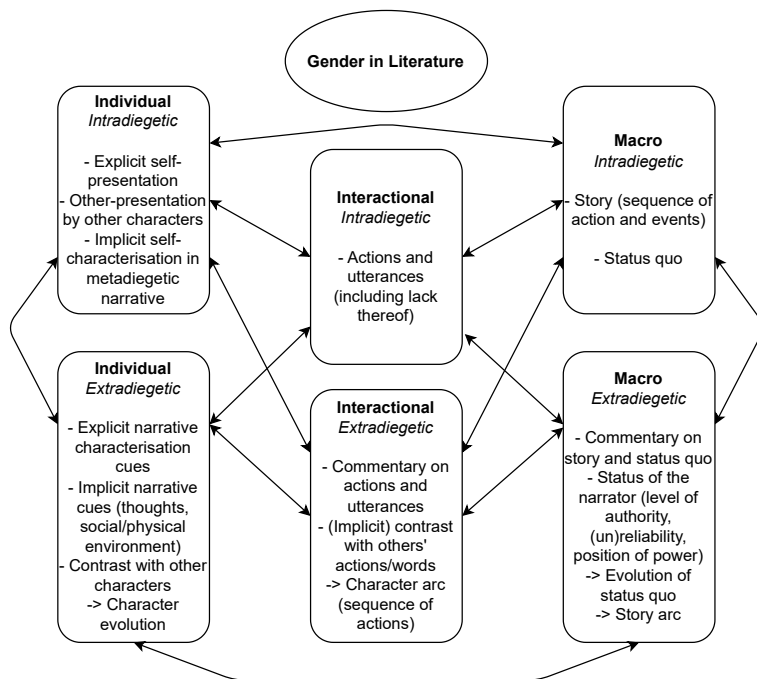 Gender in Literature
Individual
Intradiegetic
- Explicit self-
presentation
- Other-presentation
by other characters
- Implicit self-
characterisation in
metadiegetic narrative
Interactional
Intradiegetic
- Actions and
utterances
(including lack
thereof)
Macro
Intradiegetic
- Story (sequence of
action and events)
- Status quo
Individual
Extradiegetic
- Explicit narrative
characterisation
cues
- Implicit narrative
cues (thoughts,
social/physical
environment)
- Contrast with other
characters
-> Character
evolution
Interactional
Extradiegetic
- Commentary on
actions and
utterances
- (Implicit) contrast
with others'
actions/words
-> Character arc
(sequence of
actions)
Macro
Extradiegetic
- Commentary on
story and status quo
- Status of the
narrator (level of
authority,
(un)reliability,
position of power)
-> Evolution of
status quo
-> Story arc